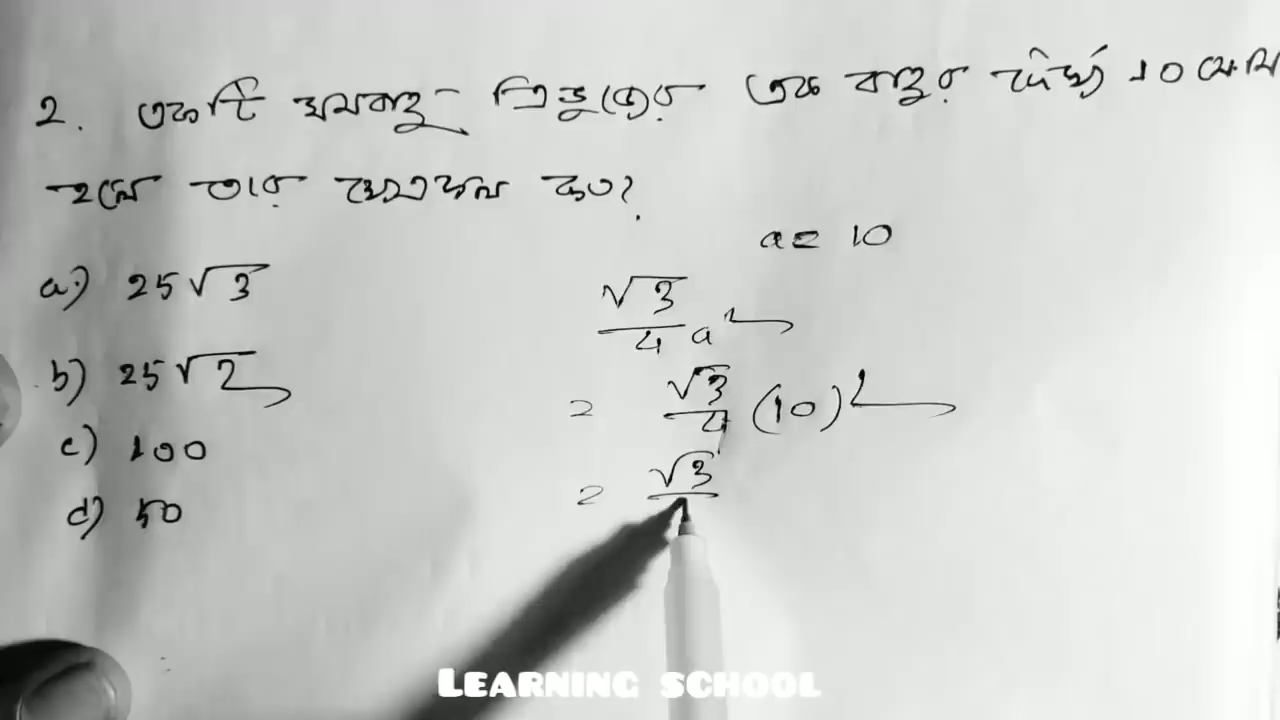 2. একটি সমবাহু ত্রিভুজের এক বাহুর দৈর্ঘ্য 10 সেমি
হলে তার ক্ষেত্রফল কত?
a = 10
a) 25√3
√3/4 a²
b) 25√2
= √3/4 (10)²
c) 100
= √3
d) 50
LEARNING SCHOOL